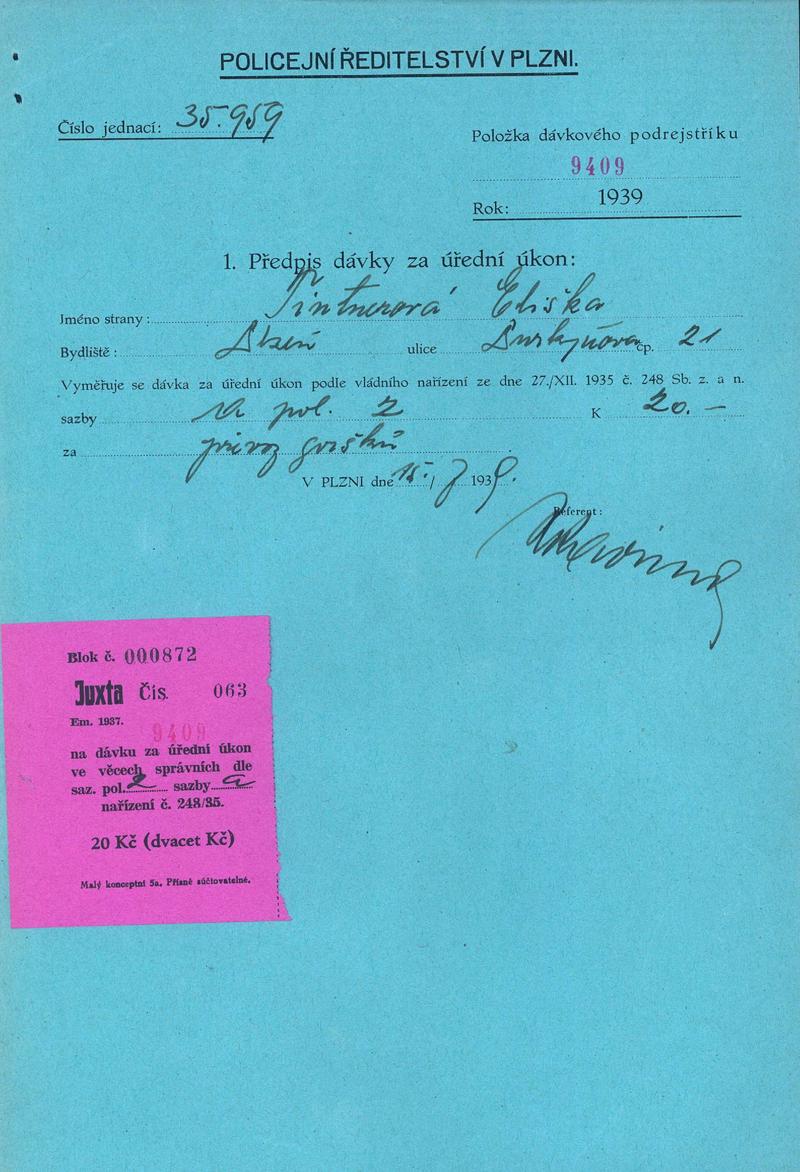 POLICEJNÍ ŘEDITELSTVÍ V PLZNI.
Číslo jednací: 35.959
Položka dávkového podrejstříku
9409
Rok: 1939
1. Předpis dávky za úřední úkon:
Jméno strany: Tintnerová Eliška
Bydliště: Plzeň ulice Purkyňova čp. 21
Vyměřuje se dávka za úřední úkon podle vládního nařízení ze dne 27./XII. 1935 č. 248 Sb. z. a n.
sazby a pol. 2 K 20.–
za
V PLZNI dne 15./7 1939.
Referent:
Blok č. 000872
Juxta Čís. 063
Em. 1937.
9409
na dávku za úřední úkon
ve věcech správních dle
saz. pol. 2 sazby a
nařízení č. 248/35.
20 Kč (dvacet Kč)
Malý konceptní 5a. Přísně súčtovatelné.